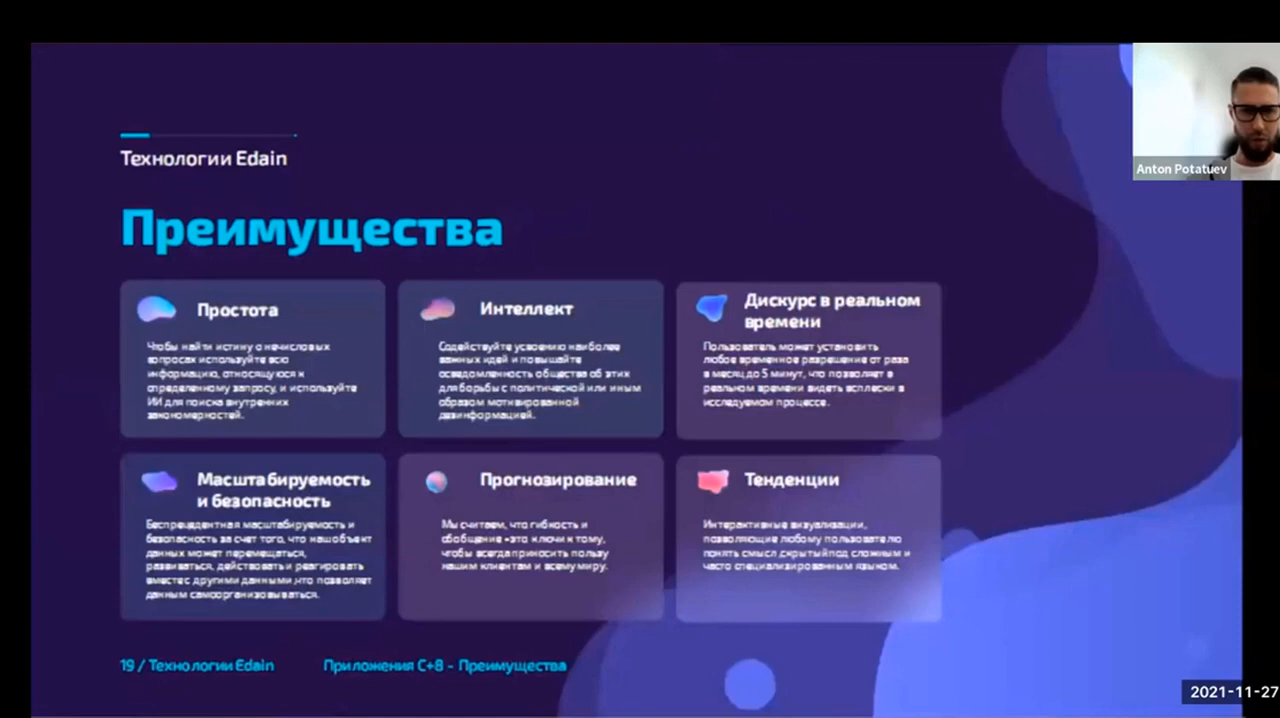 Anton Potatuev
Технологии Edain
Преимущества
Простота
Чтобы найти истину о нечисловых
вопросах используйте всю
информацию, относящуюся к
определенному запросу, и используйте
ИИ для поиска внутренних
закономерностей.
Интеллект
Содействуйте усвоению наиболее
важных идей и повышайте
осведомленность общества об этих
для борьбы с политической или иным
образом мотивированной
дезинформацией.
Дискурс в реальном
времени
Пользователь может установить
любое временное разрешение от раза
в месяц до 5 минут, что позволяет в
реальном времени видеть всплески в
исследуемом процессе.
Масштабируемость
и безопасность
Беспрецедентная масштабируемость и
безопасность за счет того, что наш объект
данных может перемещаться,
развиваться, действовать и реагировать
вместе с другими данными ,что позволяет
данным самоорганизовываться.
Прогнозирование
Мы считаем, что гибкость и
обобщение -это ключи к тому,
чтобы всегда приносить пользу
нашим клиентам и всему миру.
Тенденции
Интерактивные визуализации,
позволяющие любому пользователю
понять смысл ,скрытый под сложным и
часто специализированным языком.
19 / Технологии Edain
Приложения C+8 - Преимущества
2021-11-27